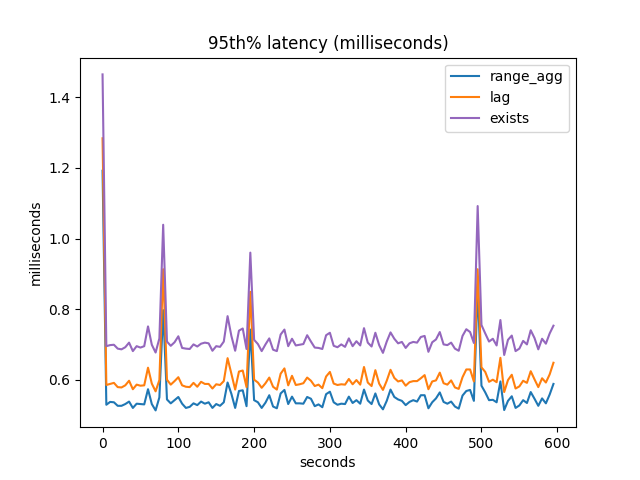 95th% latency (milliseconds)
range_agg
lag
exists
milliseconds
1.4
1.2
1.0
0.8
0.6
0
100
200
300
400
500
600
seconds